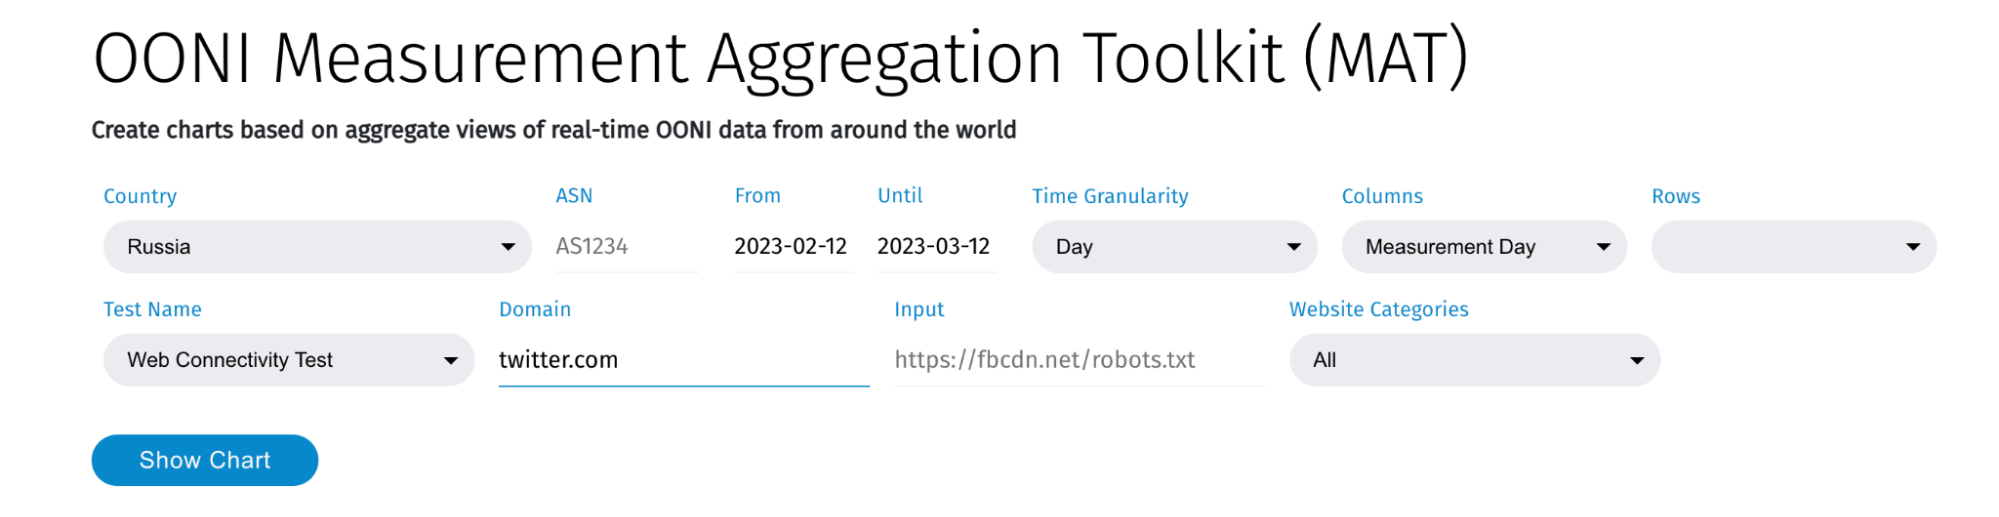 OONI Measurement Aggregation Toolkit (MAT)
Create charts based on aggregate views of real-time OONI data from around the world
Country ASN From Until Time Granularity Columns Rows
Russia AS1234 2023-02-12 2023-03-12 Day Measurement Day
Test Name Domain Input Website Categories
Web Connectivity Test twitter.com https://fbcdn.net/robots.txt All
Show Chart